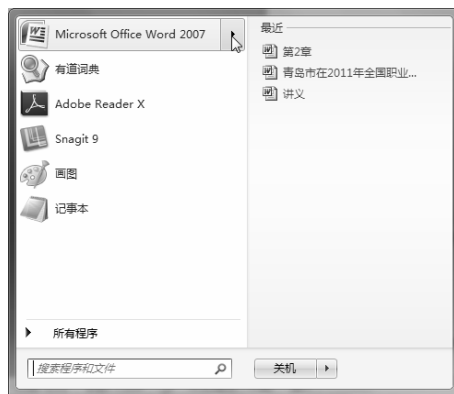 Microsoft Office Word 2007
有道词典
Adobe Reader X
Snagit 9
画图
记事本
所有程序
搜索程序和文件
最近
第2章
青岛市在2011年全国职业...
讲义
关机